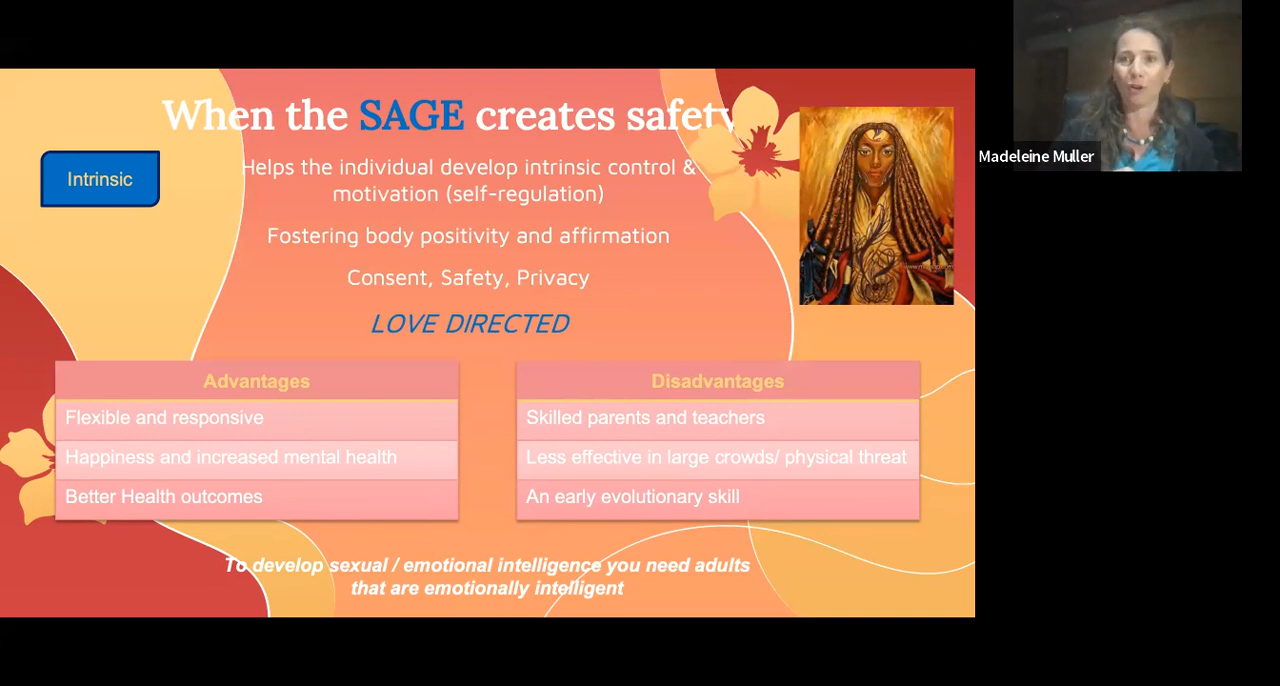 When the SAGE creates safety
Madeleine Muller
Intrinsic
Helps the individual develop intrinsic control &
motivation (self-regulation)
Fostering body positivity and affirmation
Consent, Safety, Privacy
LOVE DIRECTED
Advantages
Flexible and responsive
Happiness and increased mental health
Better Health outcomes
Disadvantages
Skilled parents and teachers
Less effective in large crowds/ physical threat
An early evolutionary skill
To develop sexual / emotional intelligence you need adults
that are emotionally intelligent